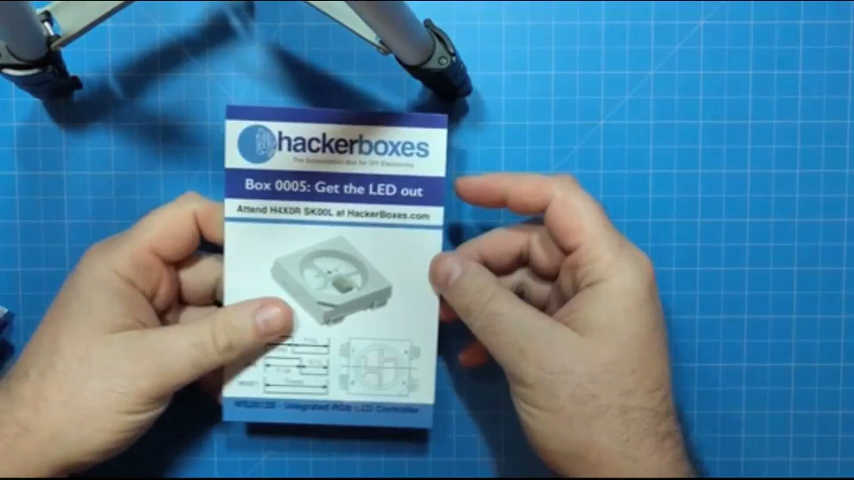 hackerboxes
The Subscription Box for DIY Electronics
Box 0005: Get the LED out
Attend H4X0R SK00L at HackerBoxes.com
Integrated RGB LED Controller